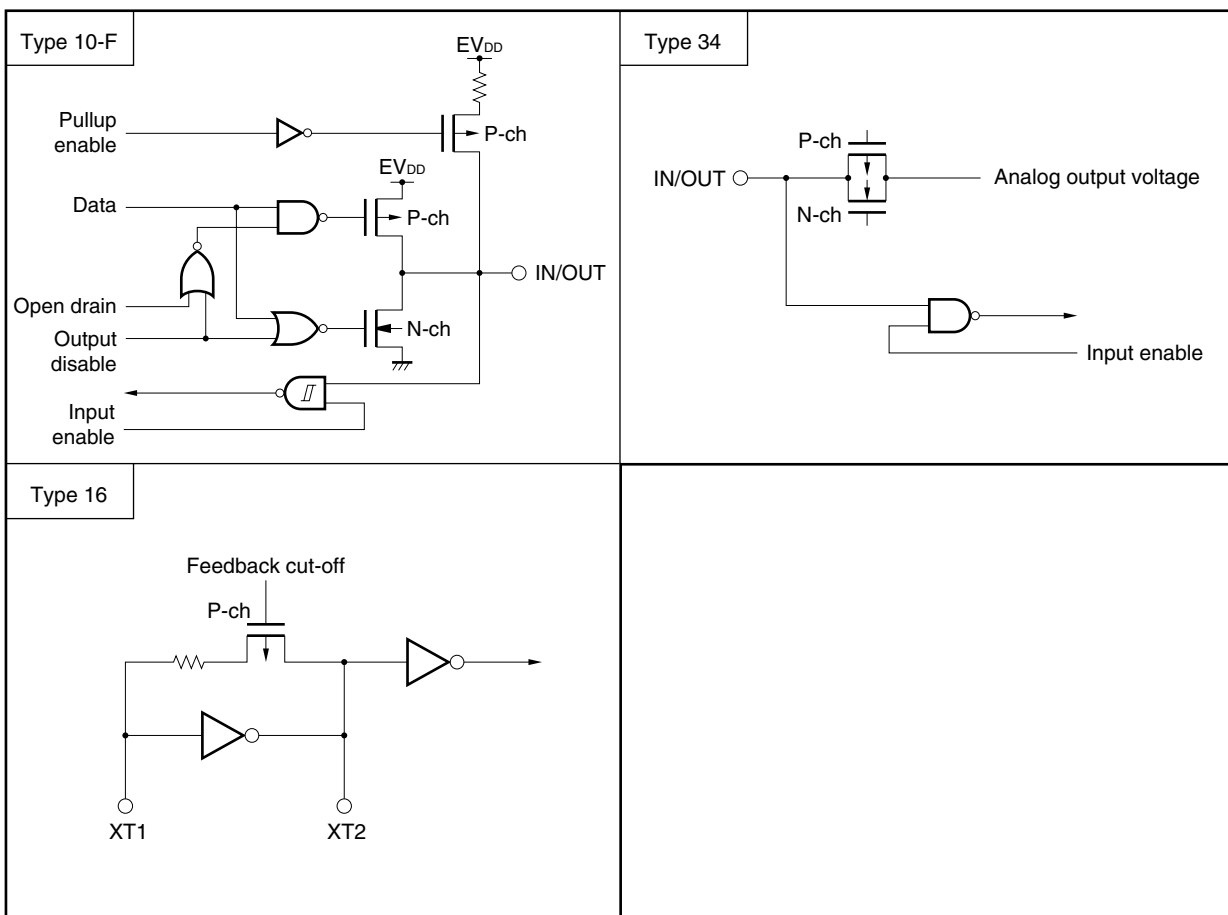 Type 10-F
EVDD
Pullup
enable
P-ch
EVDD
Data
P-ch
IN/OUT
Open drain
Output
disable
N-ch
Input
enable
Type 34
P-ch
IN/OUT
Analog output voltage
N-ch
Input enable
Type 16
Feedback cut-off
P-ch
XT1
XT2